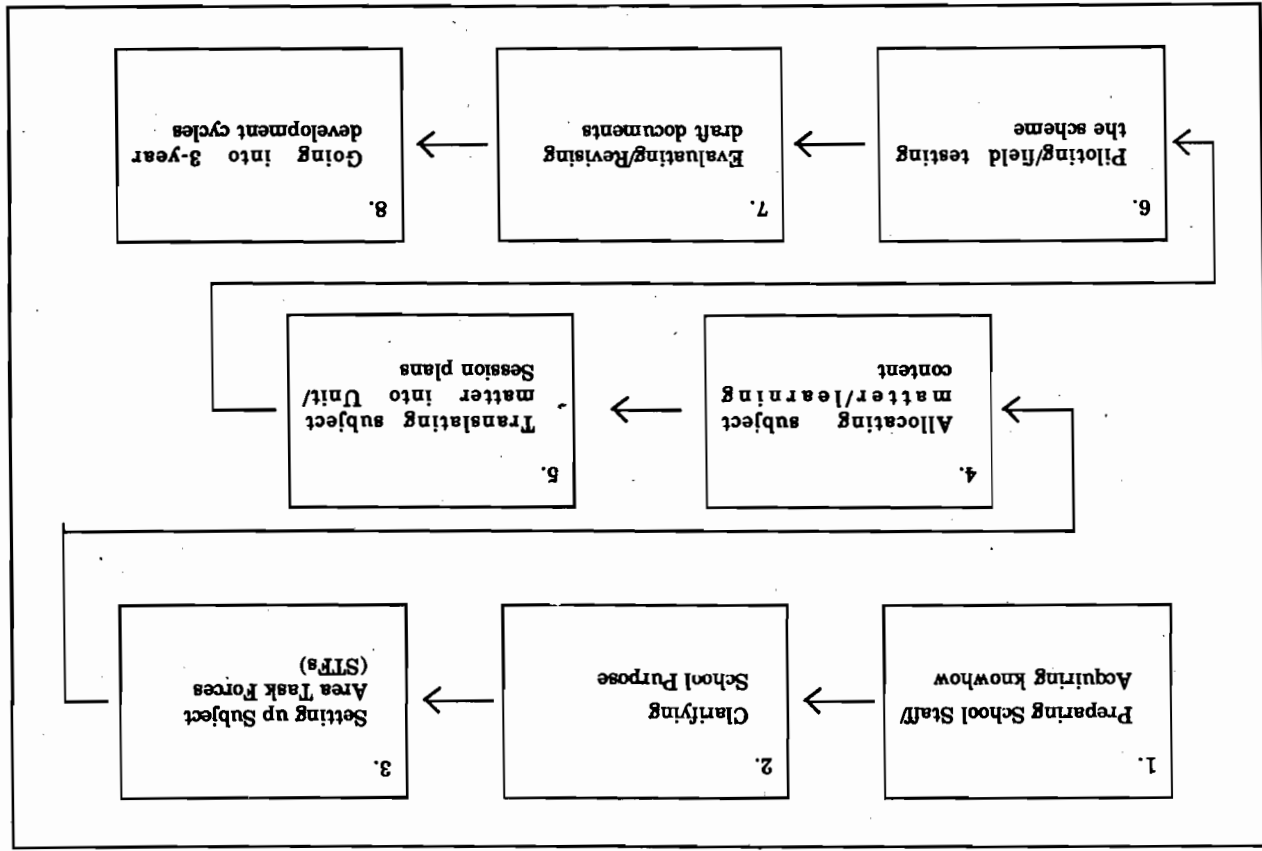 1.
Preparing School Staff/
Acquiring knowhow
2.
Clarifying
School Purpose
3.
Setting up Subject
Area Task Forces
(STFs)
4.
Allocating subject
matter/learning
content
5.
Translating subject
matter into Unit/
Session plans
6.
Piloting/field testing
the scheme
7.
Evaluating/Revising
draft documents
8.
Going into 3-year
development cycles